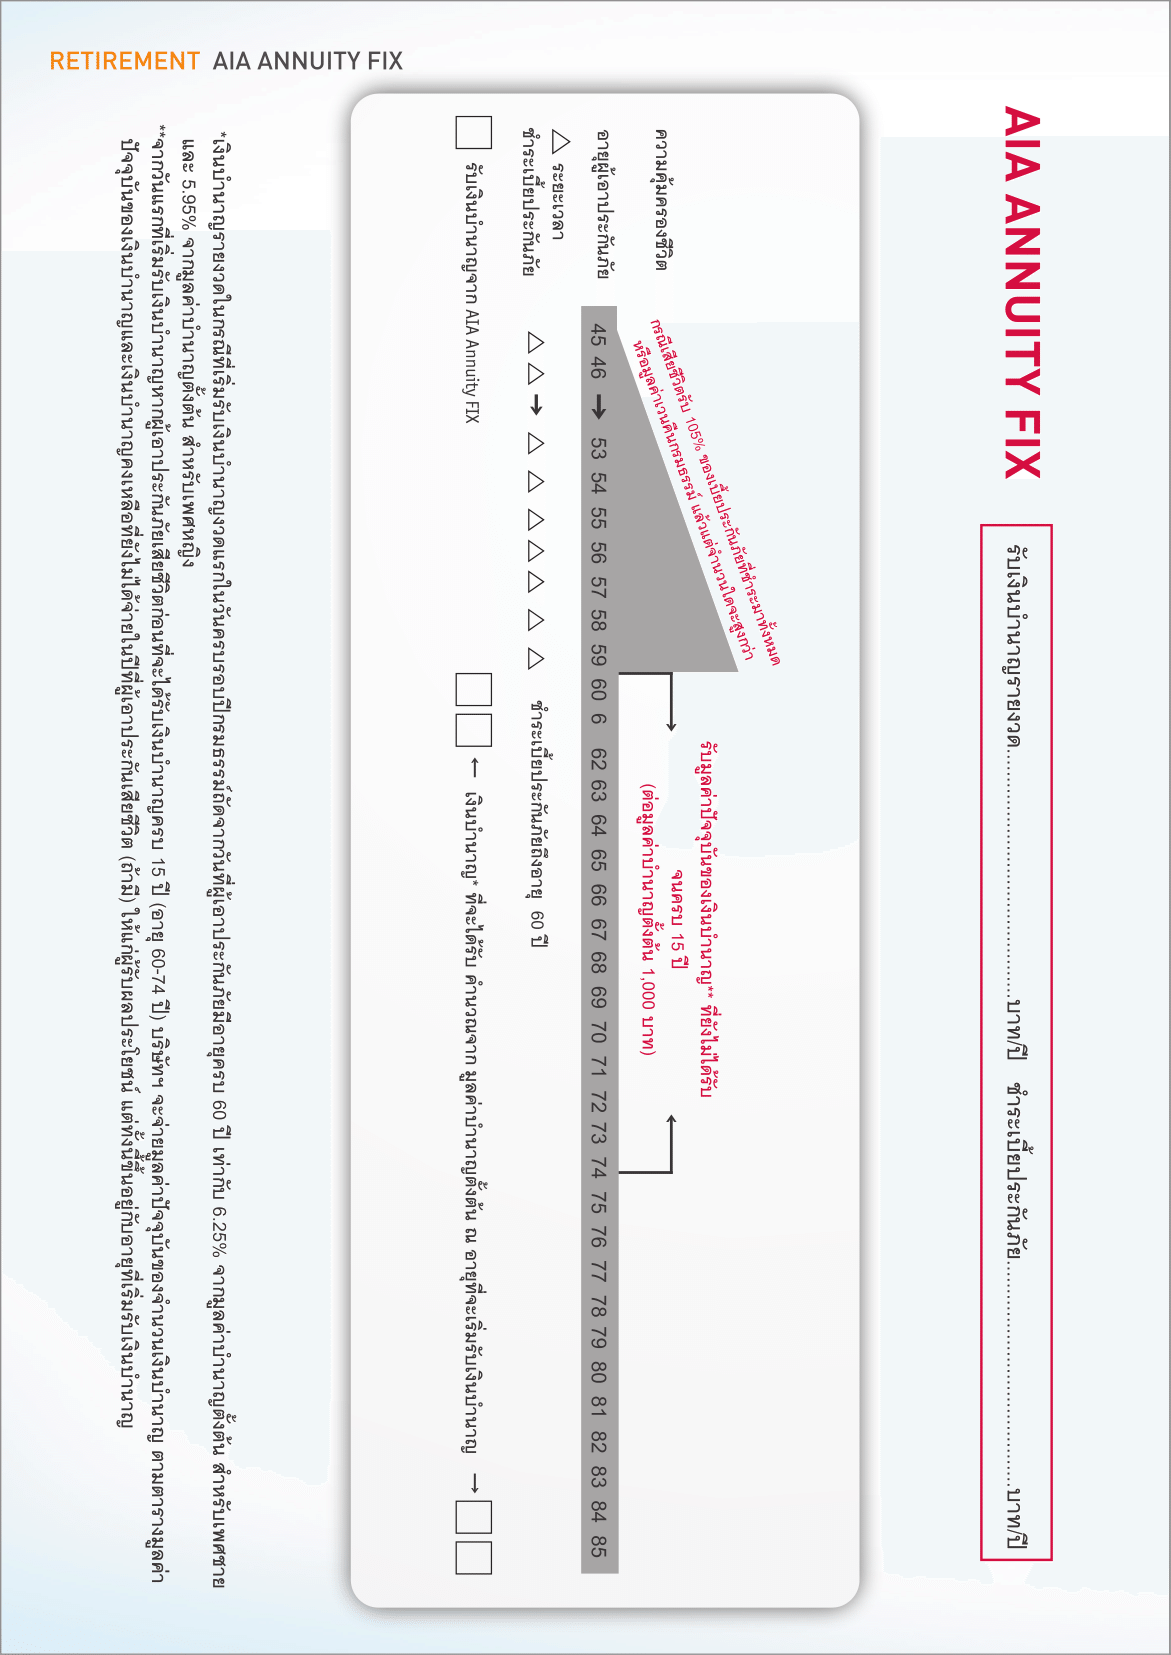 RETIREMENT AIA ANNUITY FIX
AIA ANNUITY FIX
รับเงินบำนาญรายงวด................................................บาท/ปี ชำระเบี้ยประกันภัย................................................บาท/ปี
ความคุ้มครองชีวิต
กรณีเสียชีวิตรับ 105% ของเบี้ยประกันภัยที่ชำระมาทั้งหมด
หรือมูลค่าเวนคืนกรมธรรม์ แล้วแต่จำนวนใดจะสูงกว่า
รับมูลค่าปัจจุบันของเงินบำนาญ** ที่ยังไม่ได้รับ
จนครบ 15 ปี
(ต่อมูลค่าบำนาญตั้งต้น 1,000 บาท)
อายุผู้เอาประกันภัย 45 46 → 53 54 55 56 57 58 59 60 6 62 63 64 65 66 67 68 69 70 71 72 73 74 75 76 77 78 79 80 81 82 83 84 85
△ ระยะเวลา
ชำระเบี้ยประกันภัย △ △ → △ △ △ △ △ △ △ ชำระเบี้ยประกันภัยถึงอายุ 60 ปี
รับเงินบำนาญจาก AIA Annuity FIX ← เงินบำนาญ* ที่จะได้รับ คำนวณจาก มูลค่าบำนาญตั้งต้น ณ อายุที่จะเริ่มรับเงินบำนาญ →
*เงินบำนาญรายงวดในกรณีที่เริ่มรับเงินบำนาญงวดแรกในวันครบรอบปีกรมธรรม์ถัดจากวันที่ผู้เอาประกันภัยมีอายุครบ 60 ปี เท่ากับ 6.25% จากมูลค่าบำนาญตั้งต้น สำหรับเพศชาย
และ 5.95% จากมูลค่าบำนาญตั้งต้น สำหรับเพศหญิง
**จากวันแรกที่เริ่มรับเงินบำนาญหากผู้เอาประกันภัยเสียชีวิตก่อนที่จะได้รับเงินบำนาญครบ 15 ปี (อายุ 60-74 ปี) บริษัทฯ จะจ่ายมูลค่าปัจจุบันของจำนวนเงินบำนาญ ตามตารางมูลค่า
ปัจจุบันของเงินบำนาญและเงินบำนาญคงเหลือที่ยังไม่ได้จ่ายในปีที่ผู้เอาประกันเสียชีวิต (ถ้ามี) ให้แก่ผู้รับผลประโยชน์ แต่ทั้งนี้ขึ้นอยู่กับอายุที่เริ่มรับเงินบำนาญ